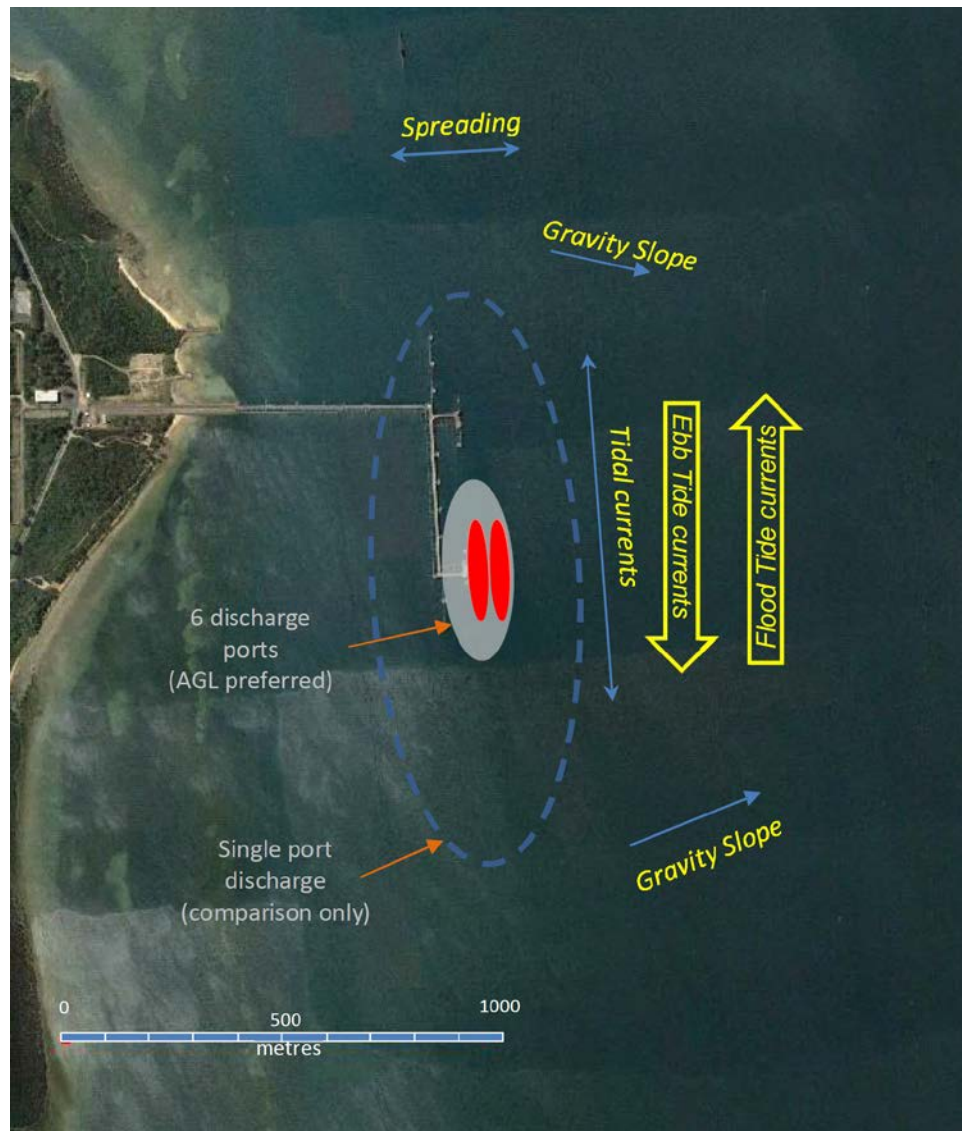 Spreading
Gravity Slope
Tidal currents
Ebb Tide currents
Flood Tide currents
6 discharge
ports
(AGL preferred)
Single port
discharge
(comparison only)
Gravity Slope
0
500
1000
metres